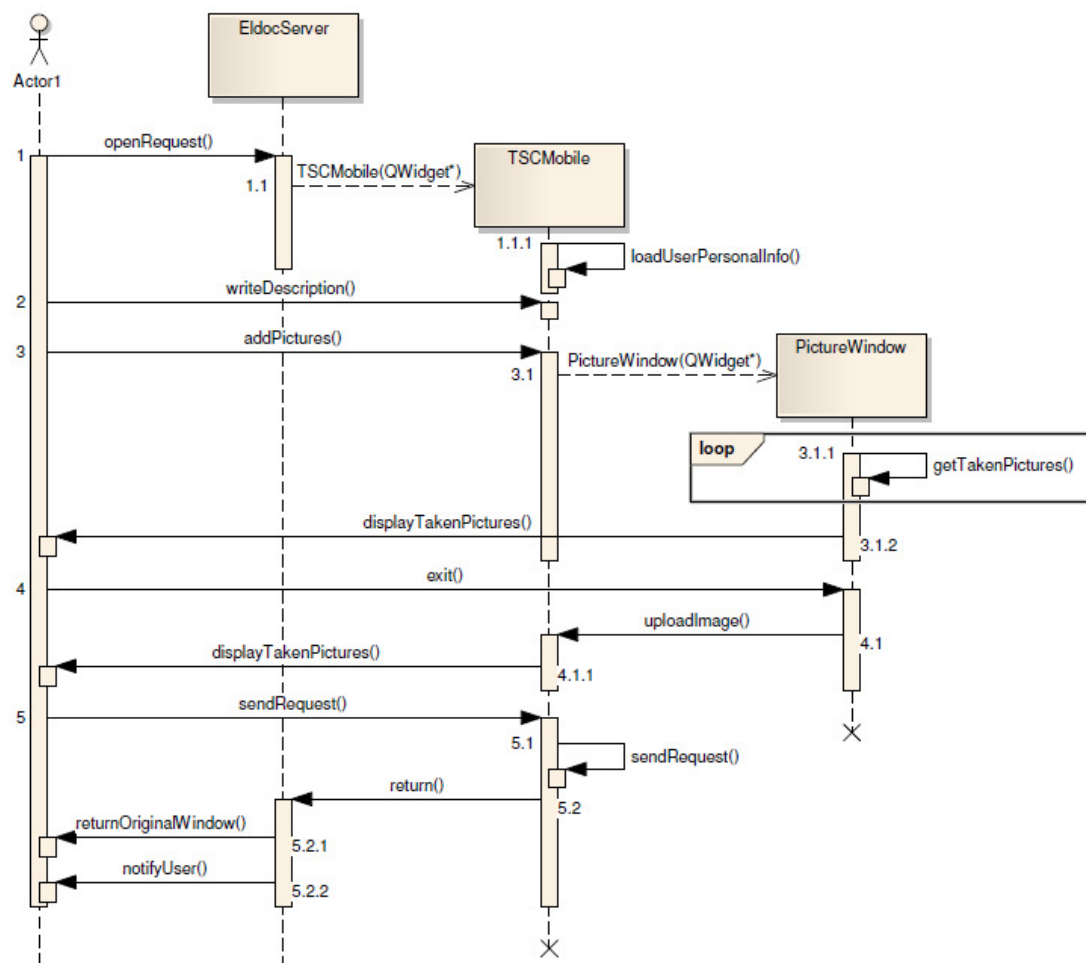 EldocServer
Actor1
openRequest()
1
TSCMobile
1.1
TSCMobile(QWidget*)
1.1.1
loadUserPersonalInfo()
writeDescription()
2
addPictures()
3
PictureWindow
3.1
PictureWindow(QWidget*)
loop
3.1.1
getTakenPictures()
displayTakenPictures()
3.1.2
exit()
4
uploadImage()
4.1
displayTakenPictures()
4.1.1
sendRequest()
5
5.1
sendRequest()
return()
5.2
returnOriginalWindow()
5.2.1
notifyUser()
5.2.2